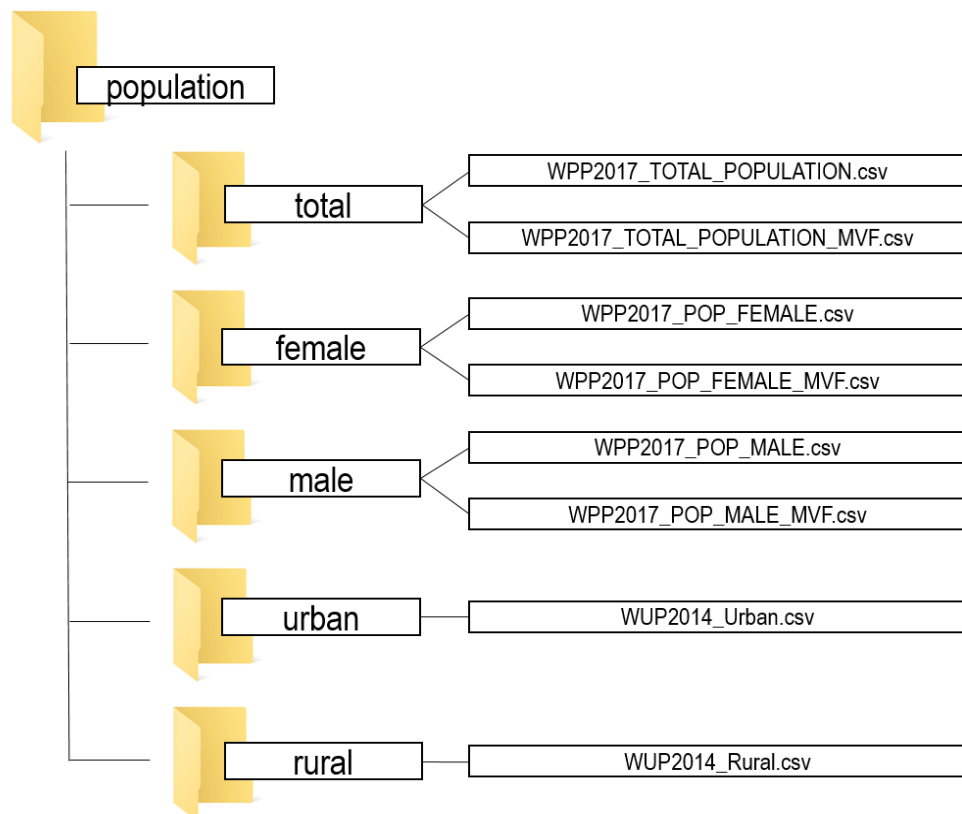 population
total
WPP2017_TOTAL_POPULATION.csv
WPP2017_TOTAL_POPULATION_MVF.csv
female
WPP2017_POP_FEMALE.csv
WPP2017_POP_FEMALE_MVF.csv
male
WPP2017_POP_MALE.csv
WPP2017_POP_MALE_MVF.csv
urban
WUP2014_Urban.csv
rural
WUP2014_Rural.csv